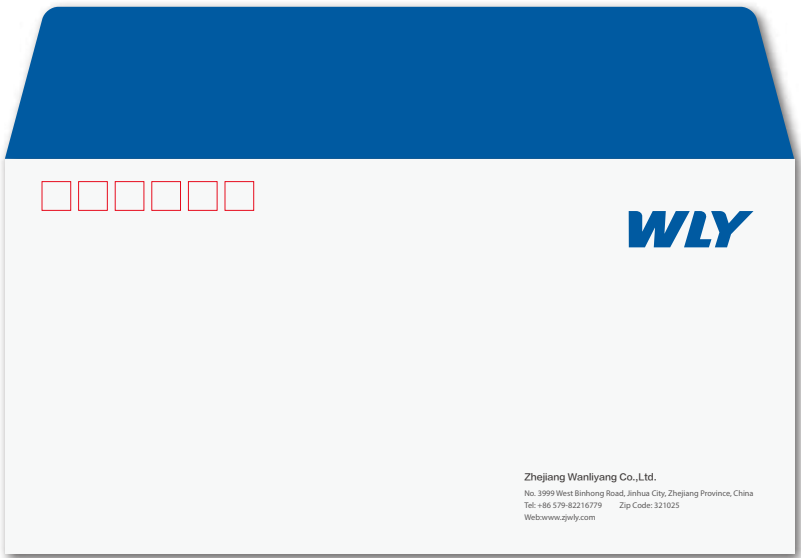 WLY
Zhejiang Wanliyang Co.,Ltd.
No. 3999 West Binhong Road, Jinhua City, Zhejiang Province, China
Tel: +86 579-82216779 Zip Code: 321025
Web:www.zjwly.com